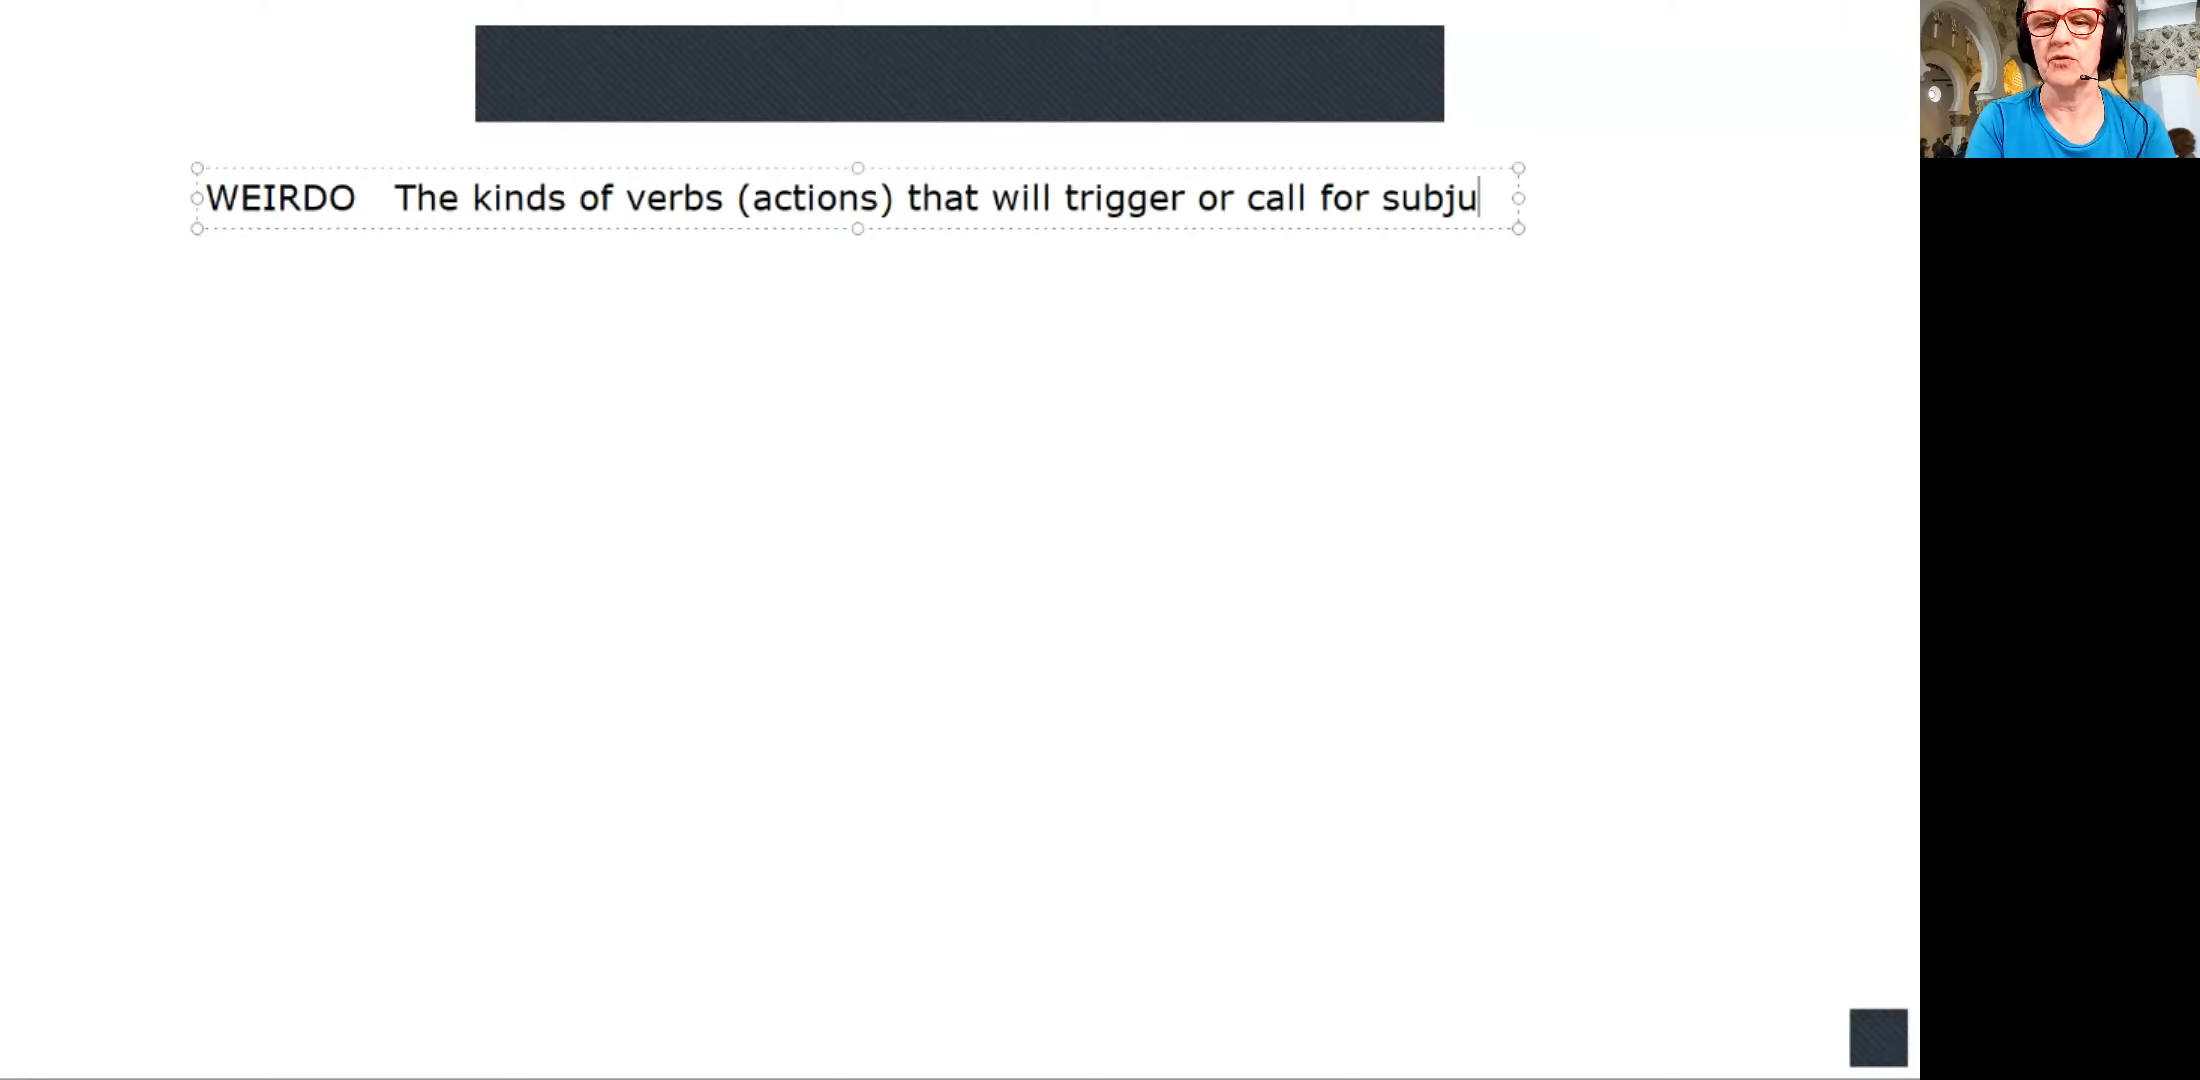 WEIRDO The kinds of verbs (actions) that will trigger or call for subju